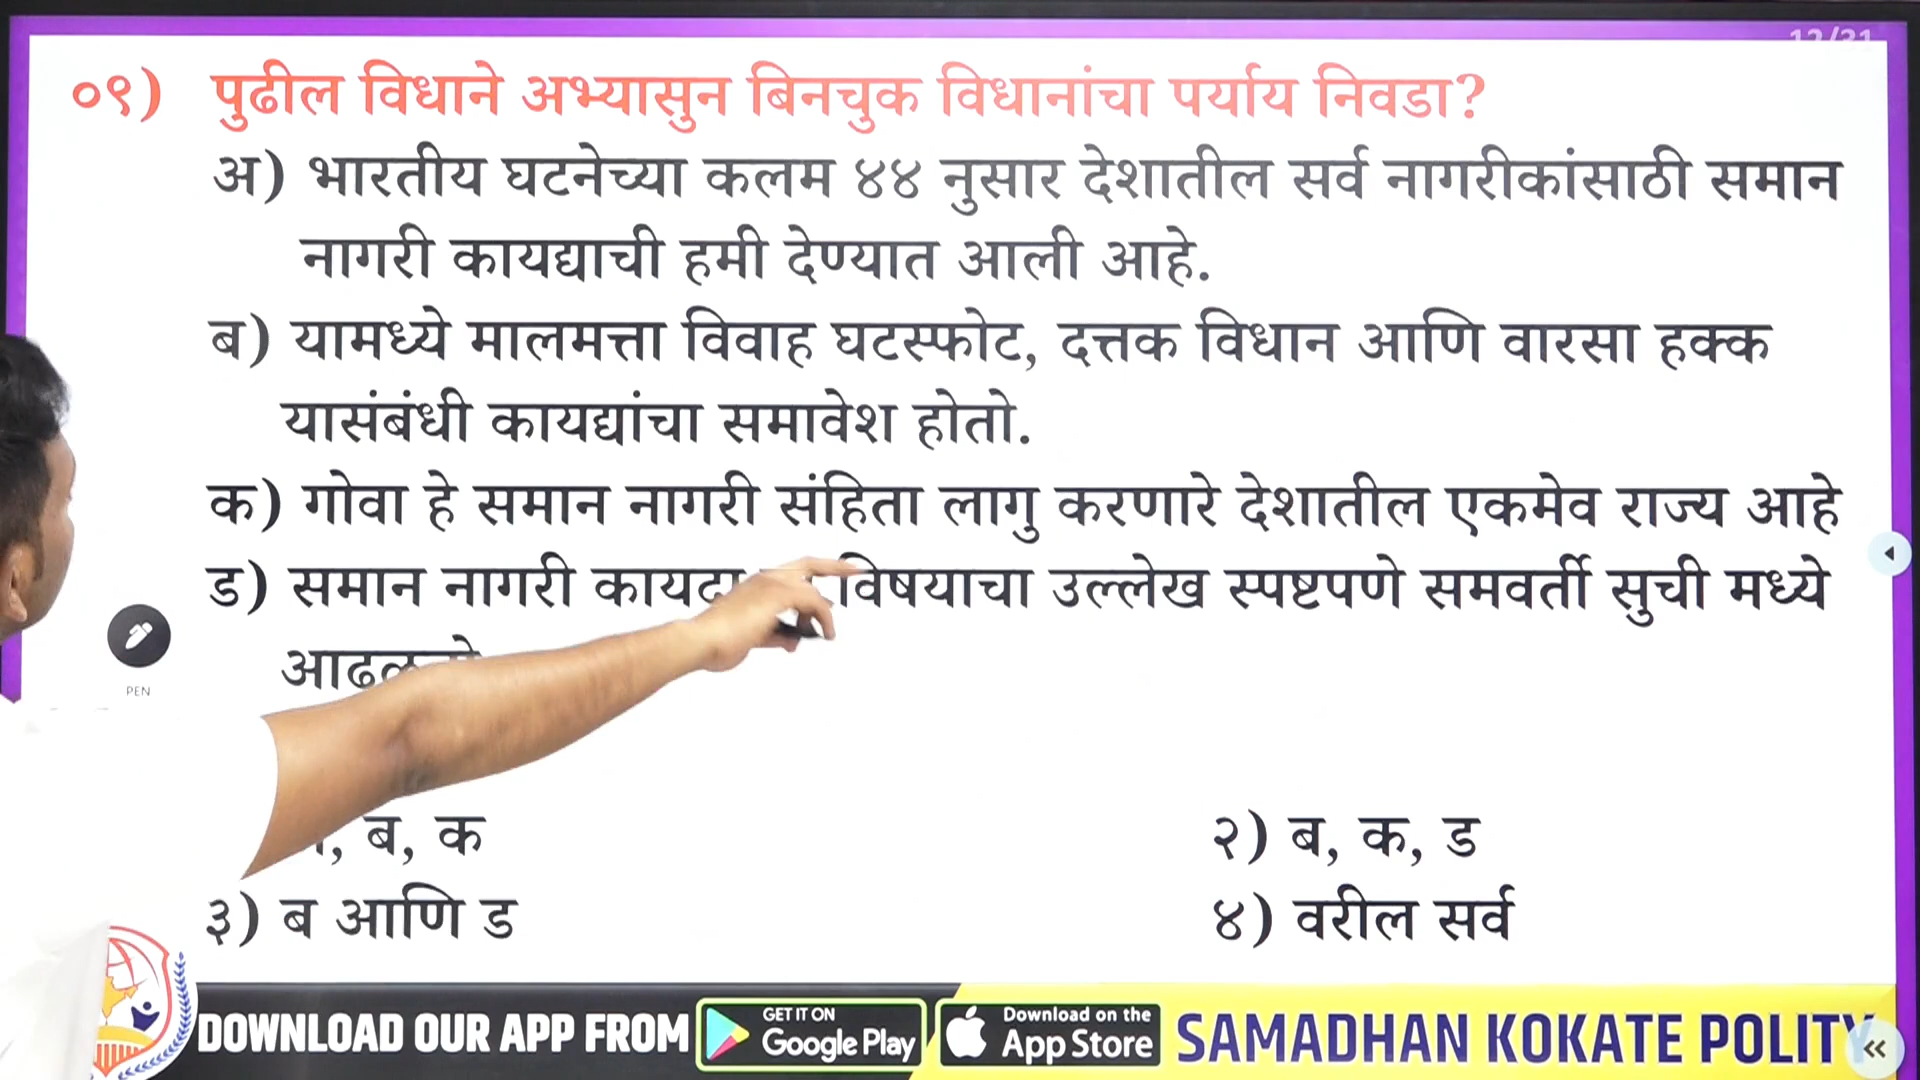 12/31
०९) पुढील विधाने अभ्यासुन बिनचुक विधानांचा पर्याय निवडा?
अ) भारतीय घटनेच्या कलम ४४ नुसार देशातील सर्व नागरीकांसाठी समान
नागरी कायद्याची हमी देण्यात आली आहे.
ब) यामध्ये मालमत्ता विवाह घटस्फोट, दत्तक विधान आणि वारसा हक्क
यासंबंधी कायद्यांचा समावेश होतो.
क) गोवा हे समान नागरी संहिता लागु करणारे देशातील एकमेव राज्य आहे
ड) समान नागरी विषयाचा उल्लेख स्पष्टपणे समवर्ती सुची मध्ये
PEN
ब, क
२) ब, क, ड
३) ब आणि ड
४) वरील सर्व
DOWNLOAD OUR APP FROM
GET IT ON
Google Play
Download on the
App Store
SAMADHAN KOKATE POLITY